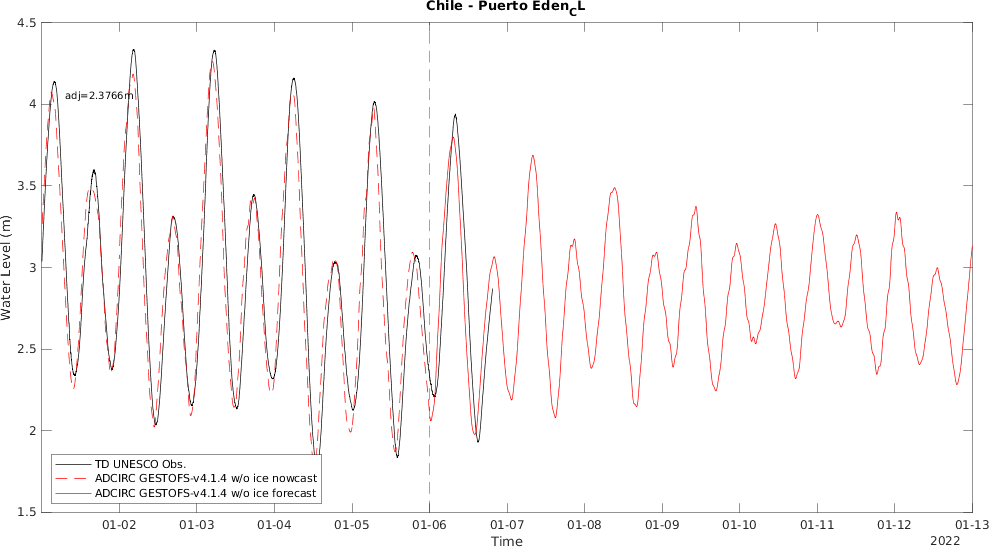 Chile - Puerto Eden_CL
4.5
4
3.5
3
2.5
2
1.5
Water Level (m)
adj=2.3766m
TD UNESCO Obs.
ADCIRC GESTOFS-v4.1.4 w/o ice nowcast
ADCIRC GESTOFS-v4.1.4 w/o ice forecast
01-02 01-03 01-04 01-05 01-06 01-07 01-08 01-09 01-10 01-11 01-12 01-13
Time
2022